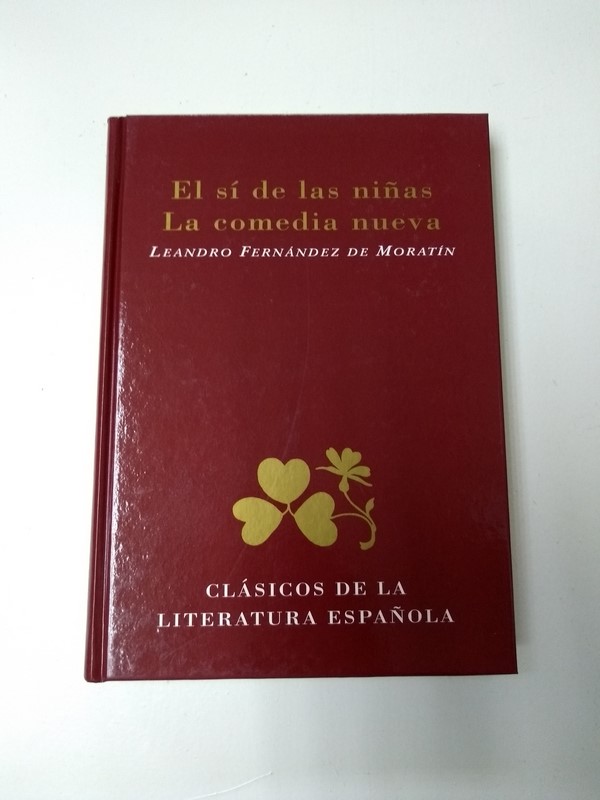 El sí de las niñas
La comedia nueva
Leandro Fernández de Moratín
CLÁSICOS DE LA
LITERATURA ESPAÑOLA